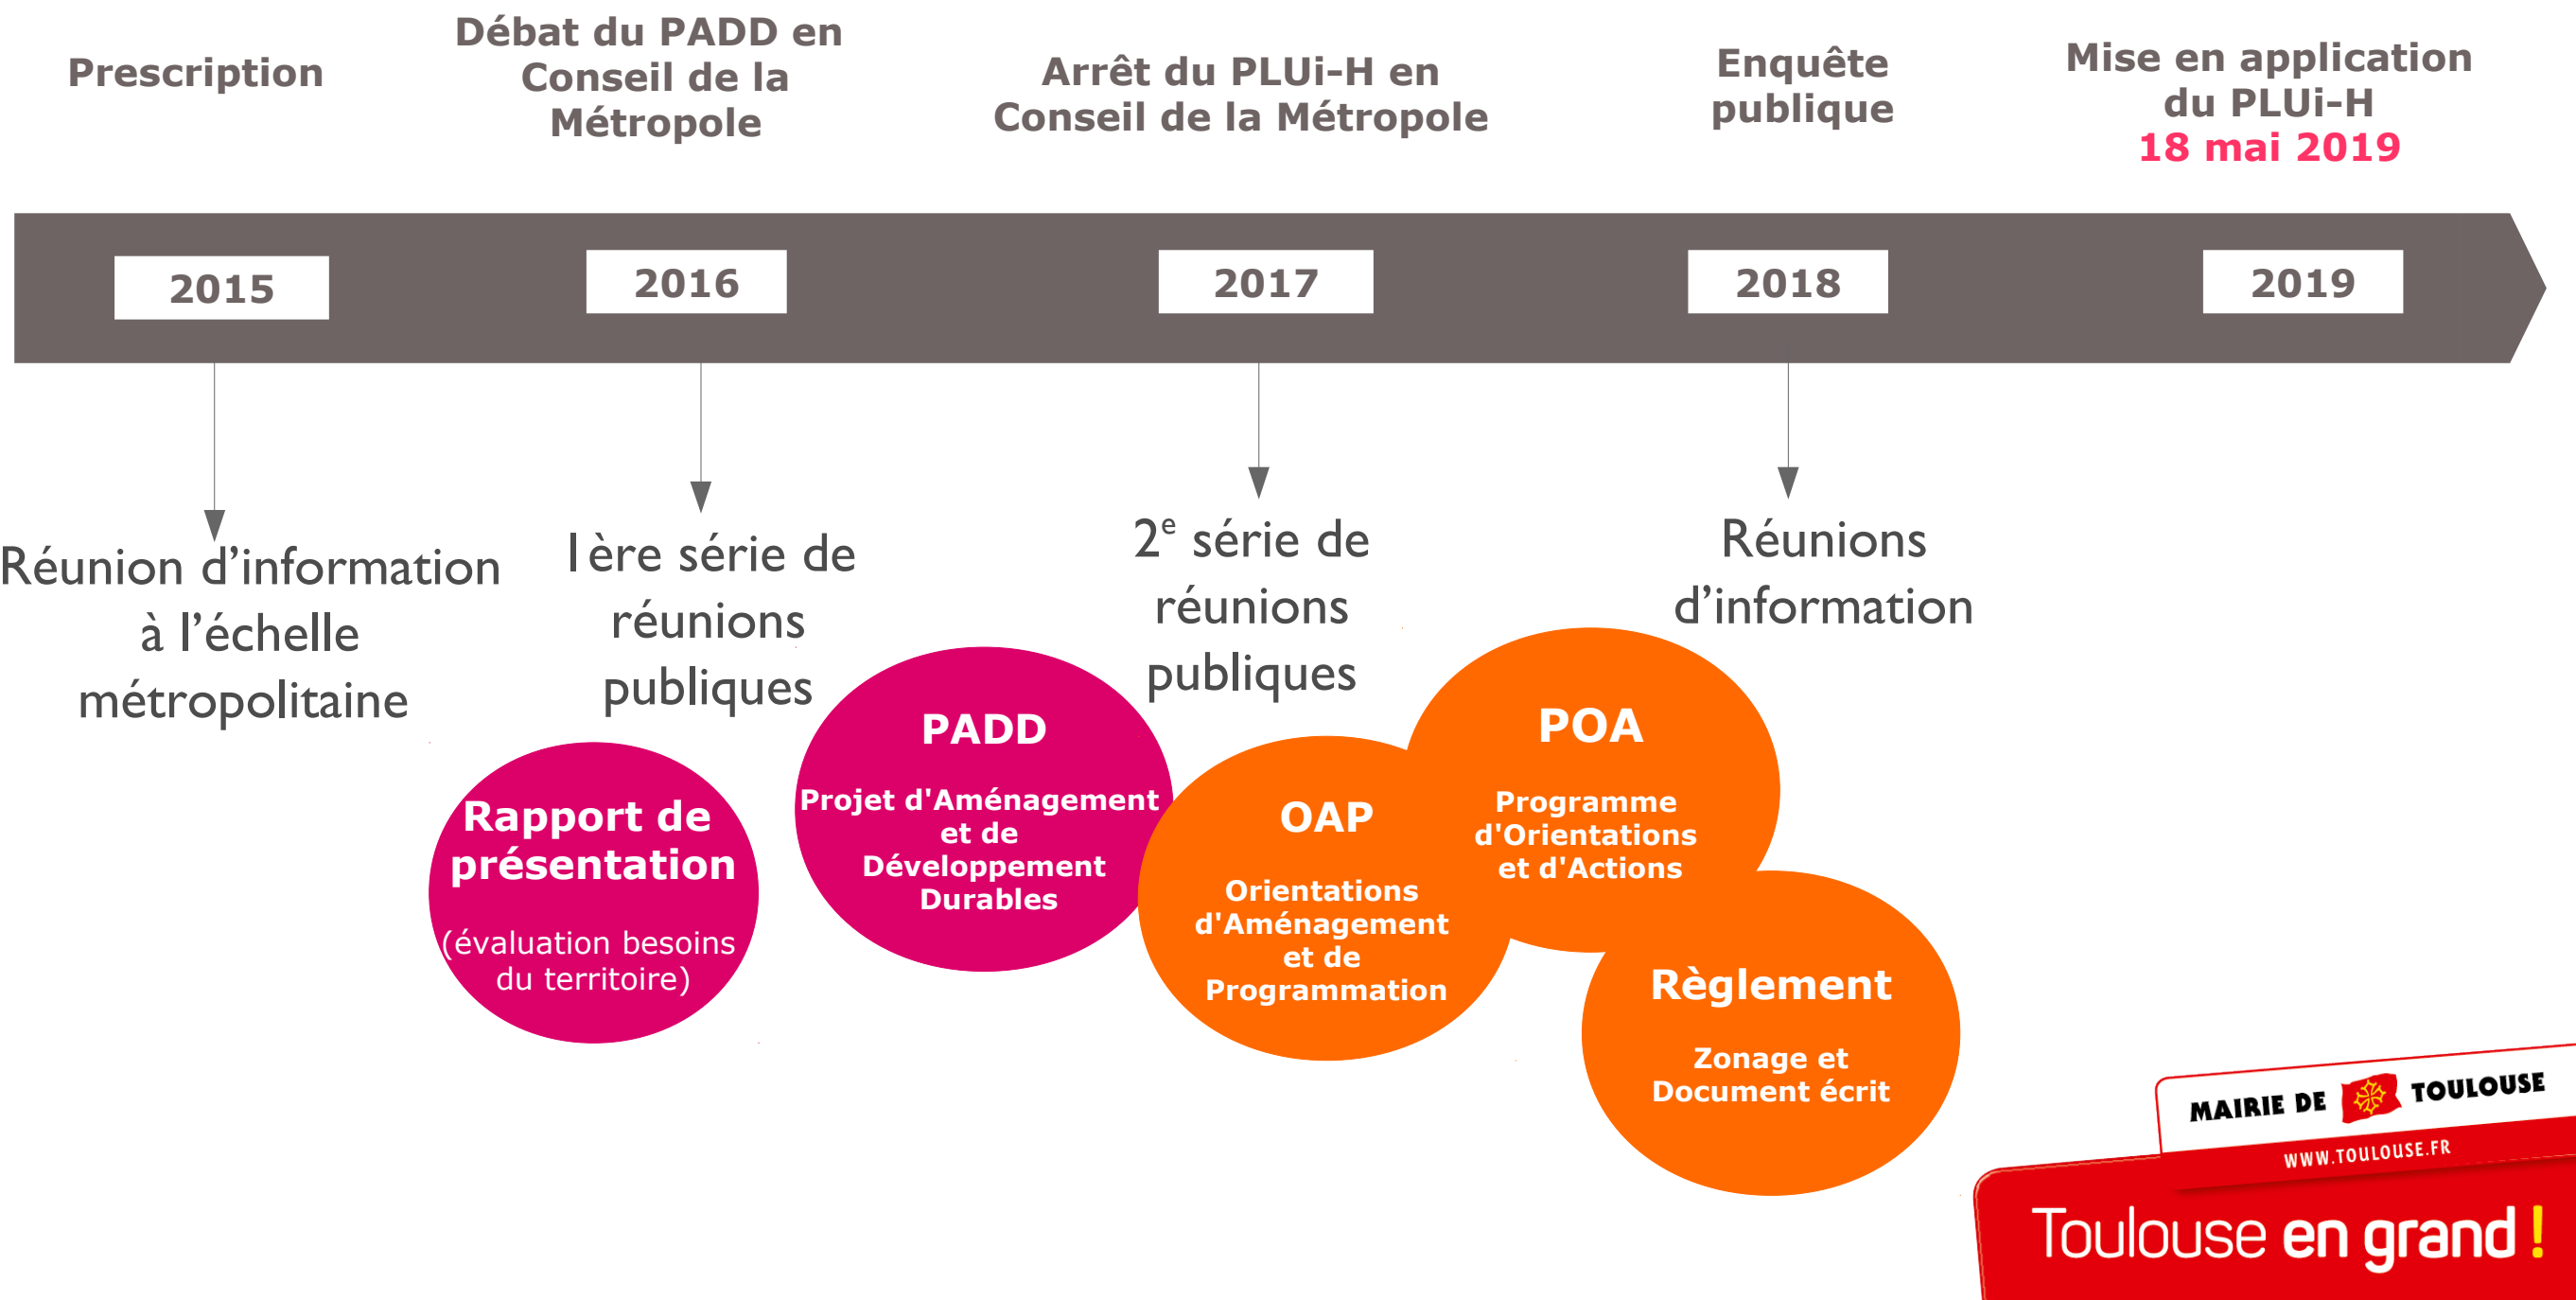 Prescription
Débat du PADD en
Conseil de la
Métropole
Arrêt du PLUi-H en
Conseil de la Métropole
Enquête
publique
Mise en application
du PLUi-H
18 mai 2019
2015
2016
2017
2018
2019
Réunion d’information
à l’échelle
métropolitaine
1ère série de
réunions
publiques
2e série de
réunions
publiques
Réunions
d’information
Rapport de
présentation
(évaluation besoins
du territoire)
PADD
Projet d'Aménagement
et de
Développement
Durables
OAP
Orientations
d'Aménagement
et de
Programmation
POA
Programme
d'Orientations
et d'Actions
Règlement
Zonage et
Document écrit
MAIRIE DE TOULOUSE
WWW.TOULOUSE.FR
Toulouse en grand !